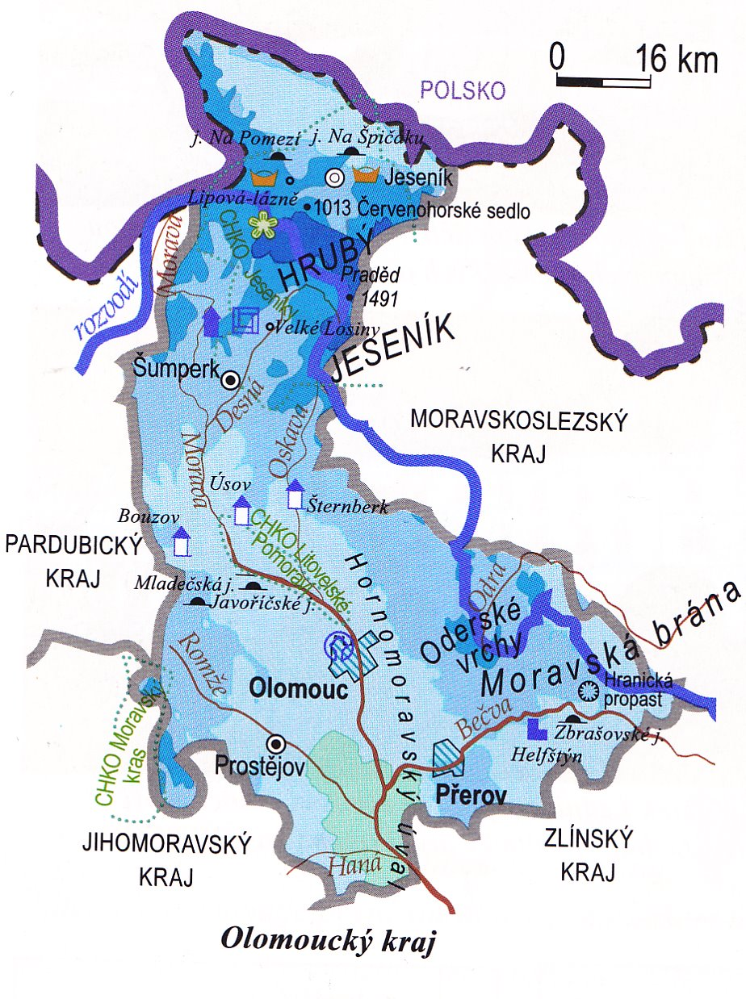 0 16 km
POLSKO
j. Na Pomezí
j. Na Špičáku
Jeseník
Lipová-lázně
1013 Červenohorské sedlo
Morava
CHKO Jeseníky
HRUBÝ
JESENÍK
Praděd
1491
rozvodí
Velké Losiny
Šumperk
Desná
Oskava
Morava
MORAVSKOSLEZSKÝ
KRAJ
Úsov
Šternberk
Bouzov
CHKO Litovelské
Pomoraví
PARDUBICKÝ
KRAJ
Mladečská j.
Javoříčské j.
Hornomoravský úval
Odra
Oderské
vrchy
Moravská brána
Romže
Olomouc
Hranická
propast
Bečva
Zbrašovské j.
Helfštýn
CHKO Moravský
kras
Prostějov
Přerov
JIHOMORAVSKÝ
KRAJ
ZLÍNSKÝ
KRAJ
Haná
Olomoucký kraj